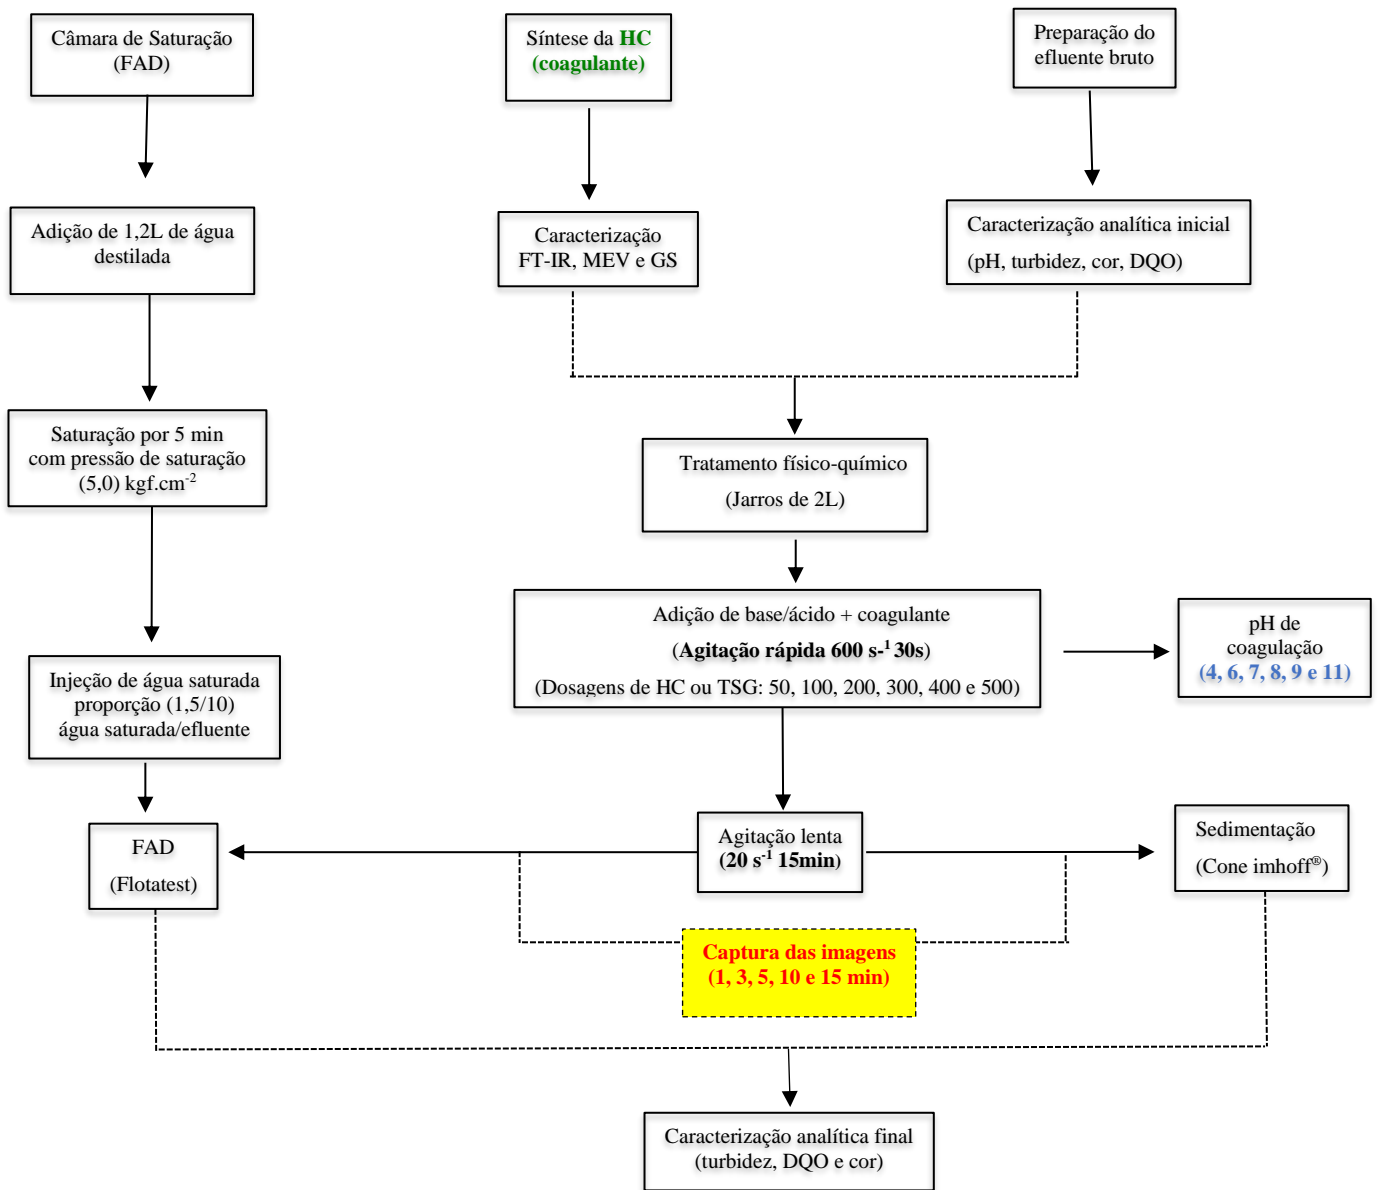 Câmara de Saturação
(FAD)
Síntese da HC
(coagulante)
Preparação do
efluente bruto
Adição de 1,2L de água
destilada
Caracterização
FT-IR, MEV e GS
Caracterização analítica inicial
(pH, turbidez, cor, DQO)
Saturação por 5 min
com pressão de saturação
(5,0) kgf.cm⁻²
Tratamento físico-químico
(Jarros de 2L)
Adição de base/ácido + coagulante
(Agitação rápida 600 s-¹ 30s)
(Dosagens de HC ou TSG: 50, 100, 200, 300, 400 e 500)
pH de
coagulação
(4, 6, 7, 8, 9 e 11)
Injeção de água saturada
proporção (1,5/10)
água saturada/efluente
FAD
(Flotatest)
Agitação lenta
(20 s⁻¹ 15min)
Sedimentação
(Cone imhoff®)
Captura das imagens
(1, 3, 5, 10 e 15 min)
Caracterização analítica final
(turbidez, DQO e cor)